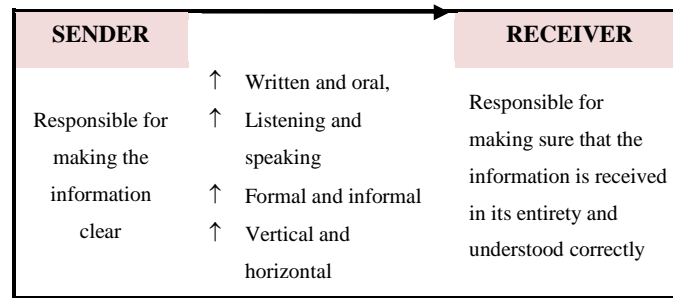 SENDER
Responsible for
making the
information
clear
↑ Written and oral,
↑ Listening and
speaking
↑ Formal and informal
↑ Vertical and
horizontal
RECEIVER
Responsible for
making sure that the
information is received
in its entirety and
understood correctly